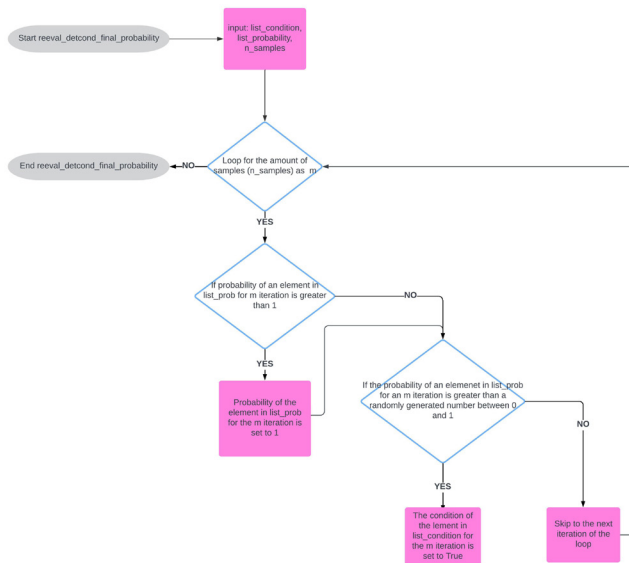 Start reeval_detcond_final_probability
input: list_condition,
list_probability,
n_samples
End reeval_detcond_final_probability
NO
Loop for the amount of
samples (n_samples) as m
YES
If probability of an element in
list_prob for m iteration is greater
than 1
NO
YES
Probability of the
element in list_prob
for the m iteration is
set to 1
If the probability of an elemenet in list_prob
for an m iteration is greater than a
randomly generated number between 0
and 1
NO
YES
The condition of
the lement in
list_condition for
the m iteration is
set to True
Skip to the next
iteration of the
loop